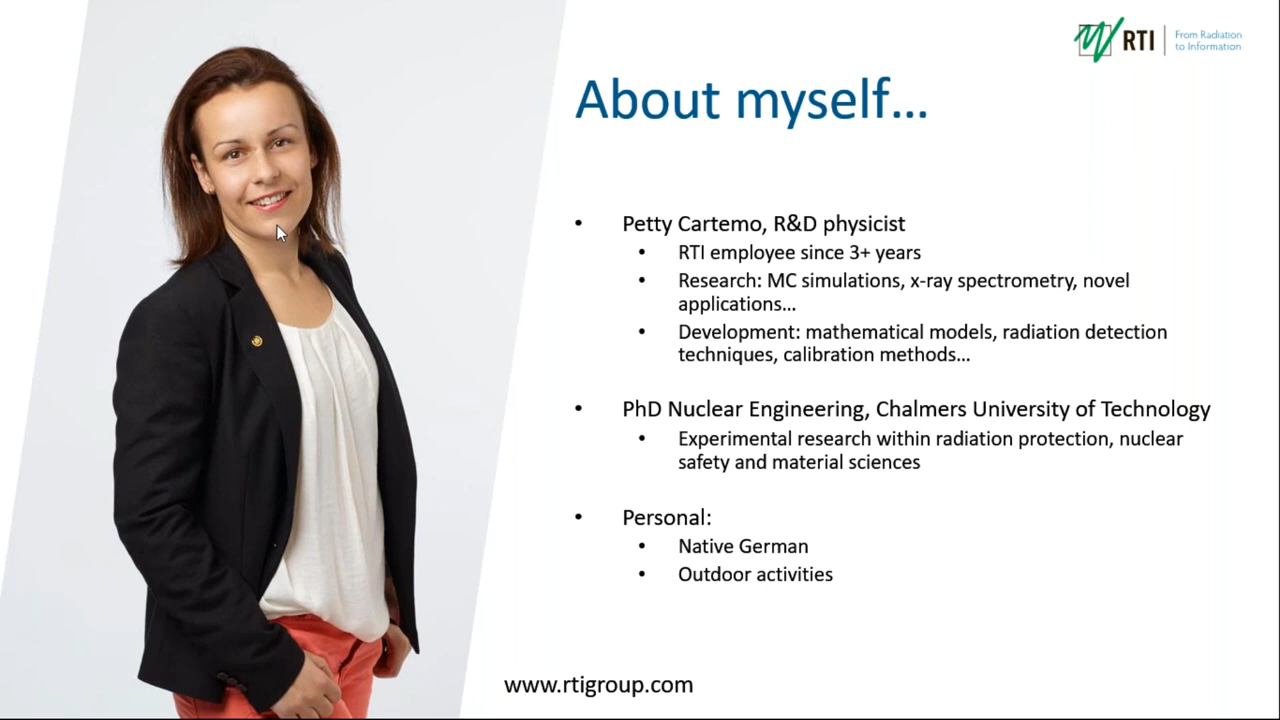 RTI
From Radiation
to Information
About myself...
• Petty Cartemo, R&D physicist
• RTI employee since 3+ years
• Research: MC simulations, x-ray spectrometry, novel
applications...
• Development: mathematical models, radiation detection
techniques, calibration methods...
• PhD Nuclear Engineering, Chalmers University of Technology
• Experimental research within radiation protection, nuclear
safety and material sciences
• Personal:
• Native German
• Outdoor activities
www.rtigroup.com